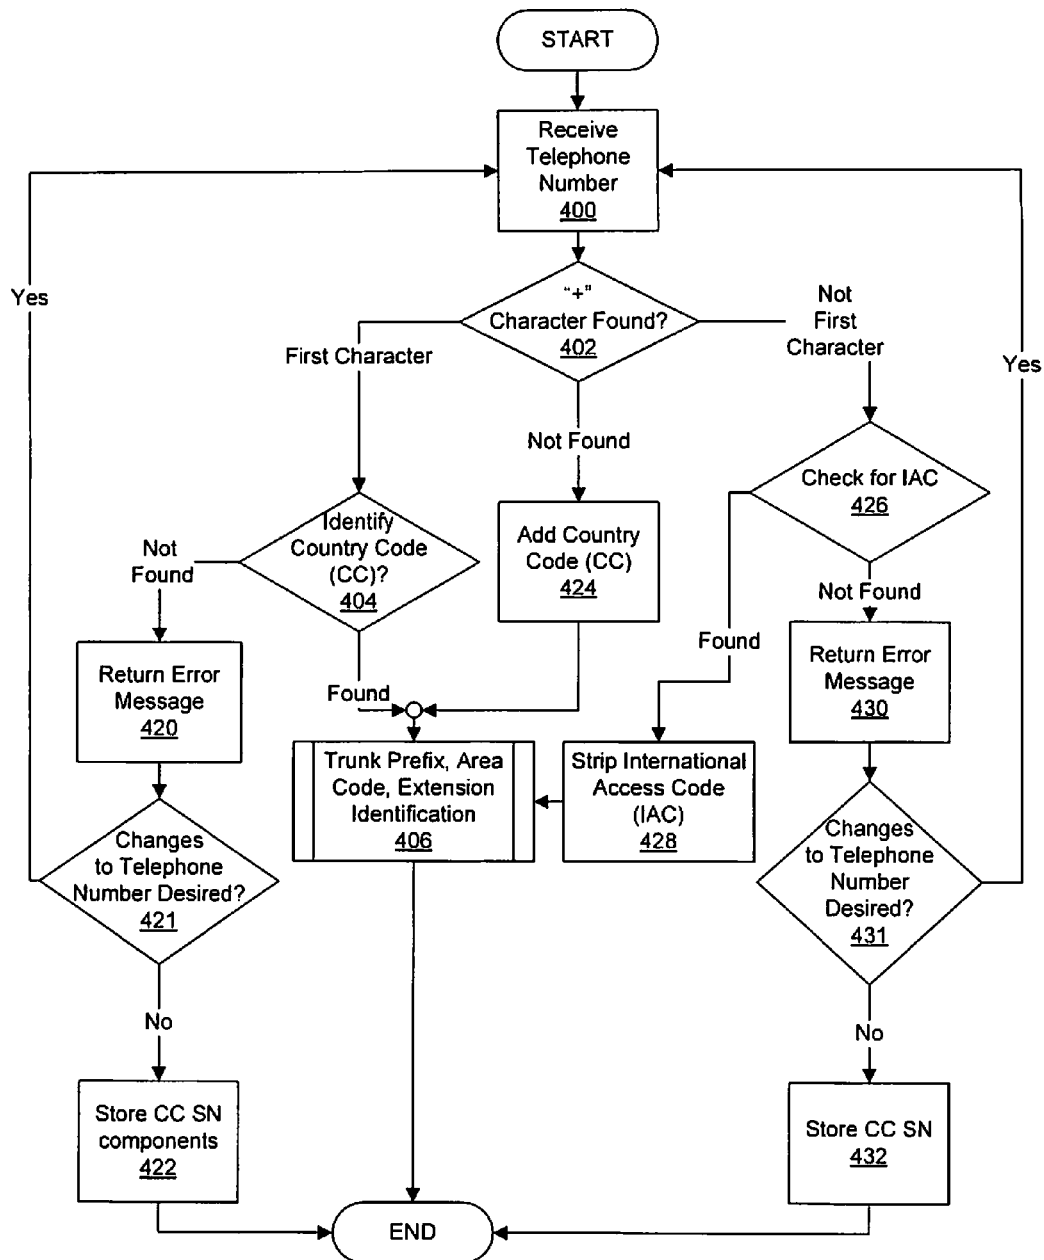 START
Receive
Telephone
Number
400
"+"
Character Found?
402
Yes
First Character
Not
First
Character
Yes
Not Found
Check for IAC
426
Identify
Country Code
(CC)?
404
Add Country
Code (CC)
424
Not
Found
Not Found
Found
Return Error
Message
420
Return Error
Message
430
Found
Trunk Prefix, Area
Code, Extension
Identification
406
Strip International
Access Code
(IAC)
428
Changes
to Telephone
Number Desired?
421
Changes
to Telephone
Number
Desired?
431
No
No
Store CC SN
components
422
Store CC SN
432
END